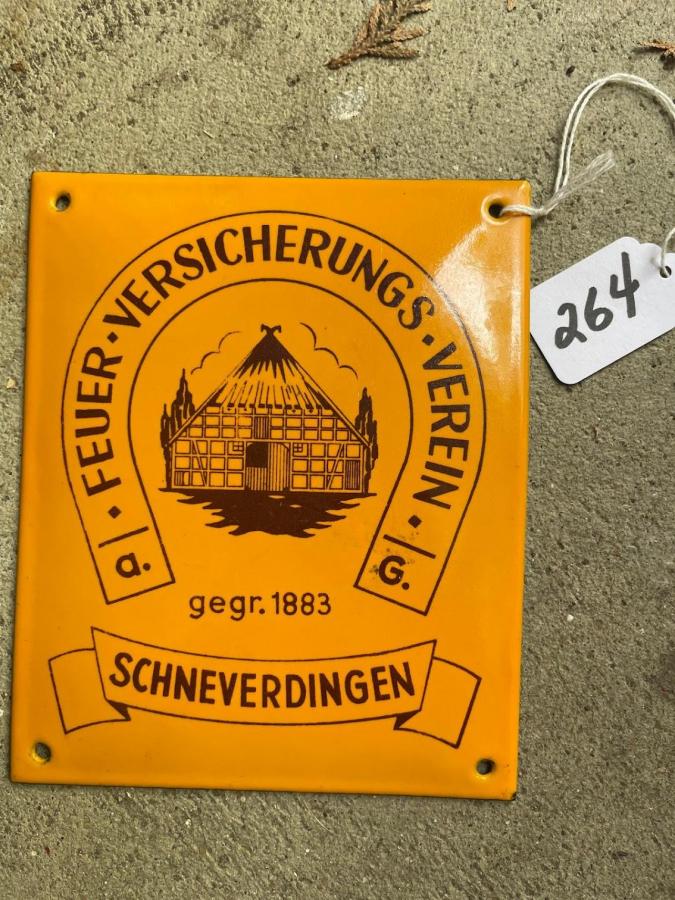 FEUER·VERSICHERUNGS·VEREIN·
a.
G.
gegr. 1883
SCHNEVERDINGEN
264